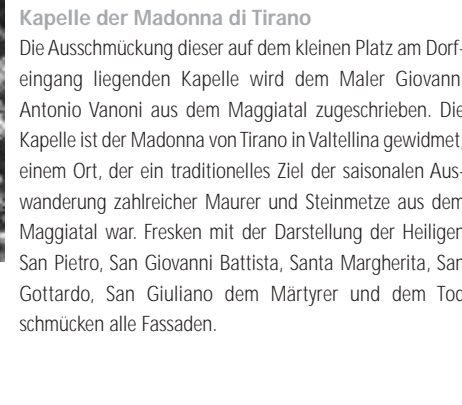 Kapelle der Madonna di Tirano
Die Ausschmückung dieser auf dem kleinen Platz am Dorf-
eingang liegenden Kapelle wird dem Maler Giovann
Antonio Vanoni aus dem Maggiatal zugeschrieben. Die
Kapelle ist der Madonna von Tirano in Valtellina gewidmet,
einem Ort, der ein traditionelles Ziel der saisonalen Aus-
wanderung zahlreicher Maurer und Steinmetze aus dem
Maggiatal war. Fresken mit der Darstellung der Heiligen
San Pietro, San Giovanni Battista, Santa Margherita, San
Gottardo, San Giuliano dem Märtyrer und dem Tod
schmücken alle Fassaden.